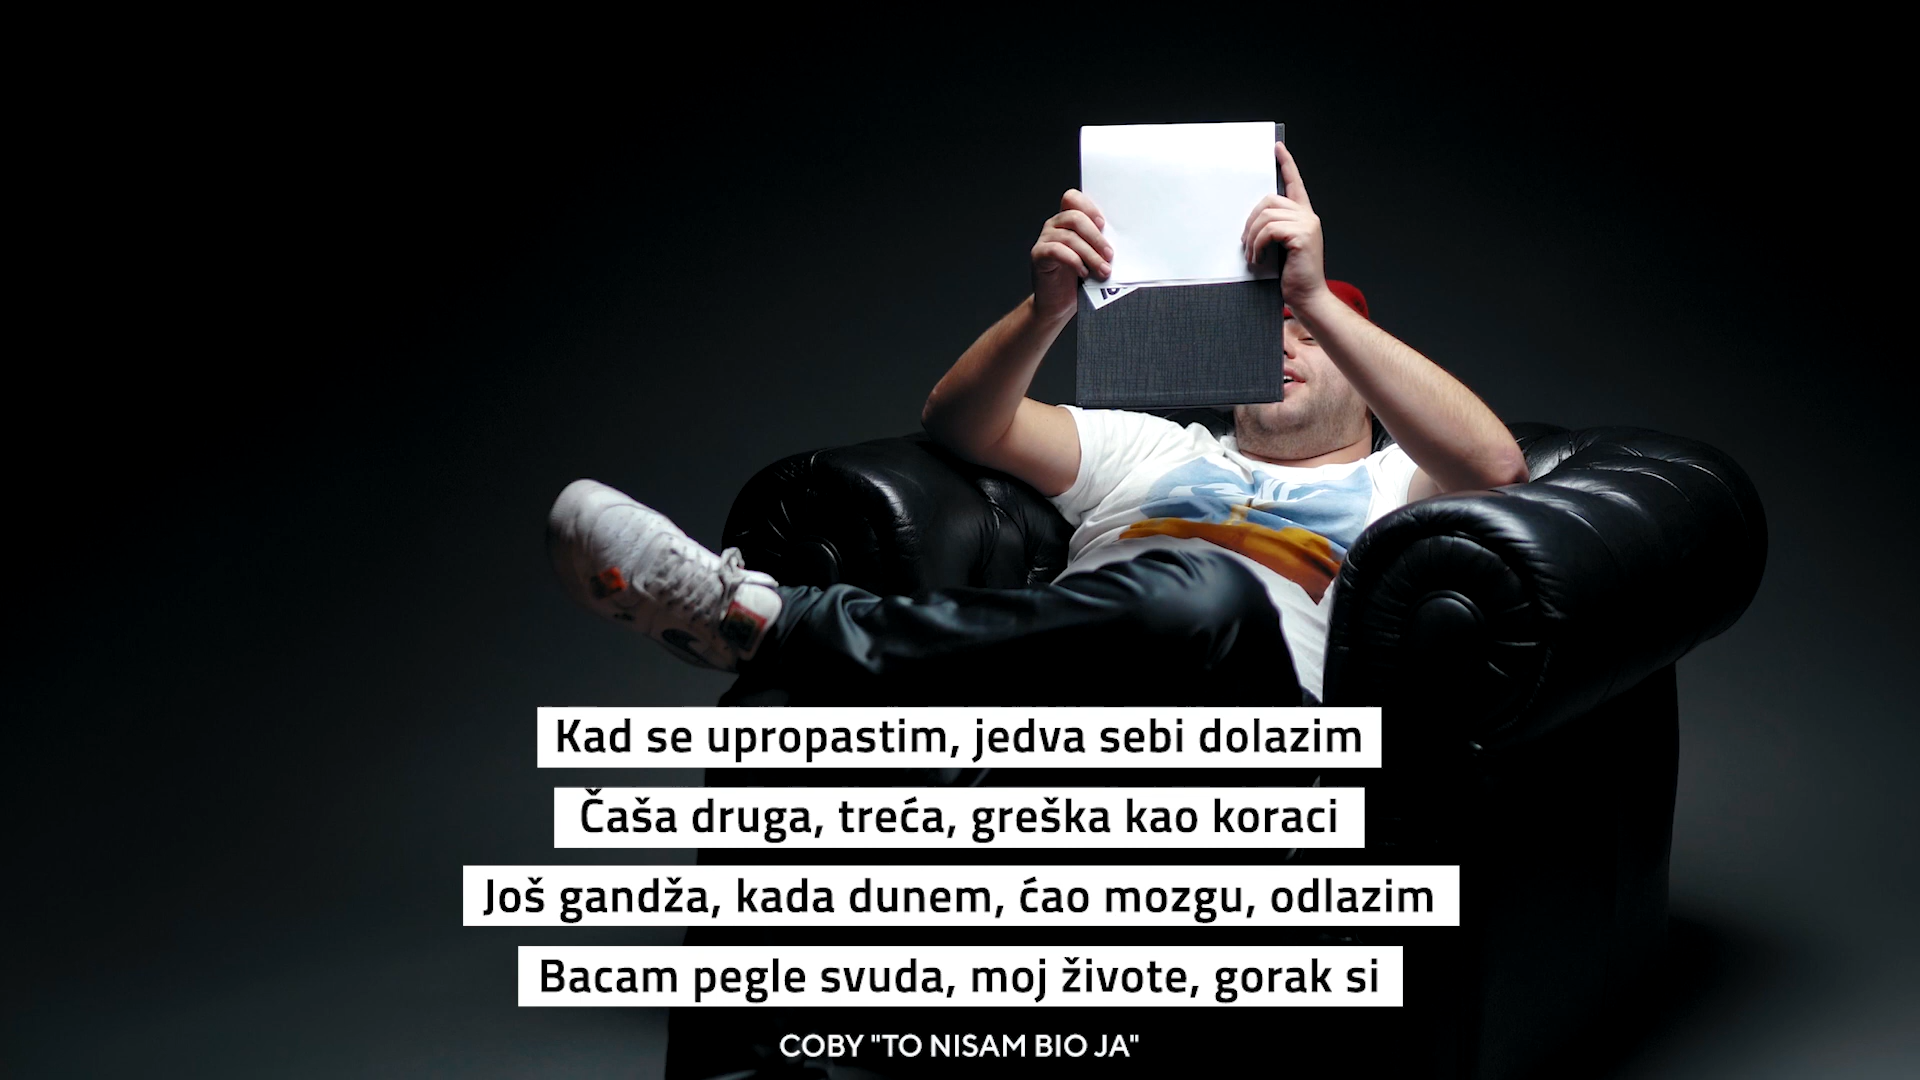 Kad se upropastim, jedva sebi dolazim
Čaša druga, treća, greška kao koraci
Još gandža, kada dunem, ćao mozgu, odlazim
Bacam pegle svuda, moj živote, gorak si
COBY "TO NISAM BIO JA"